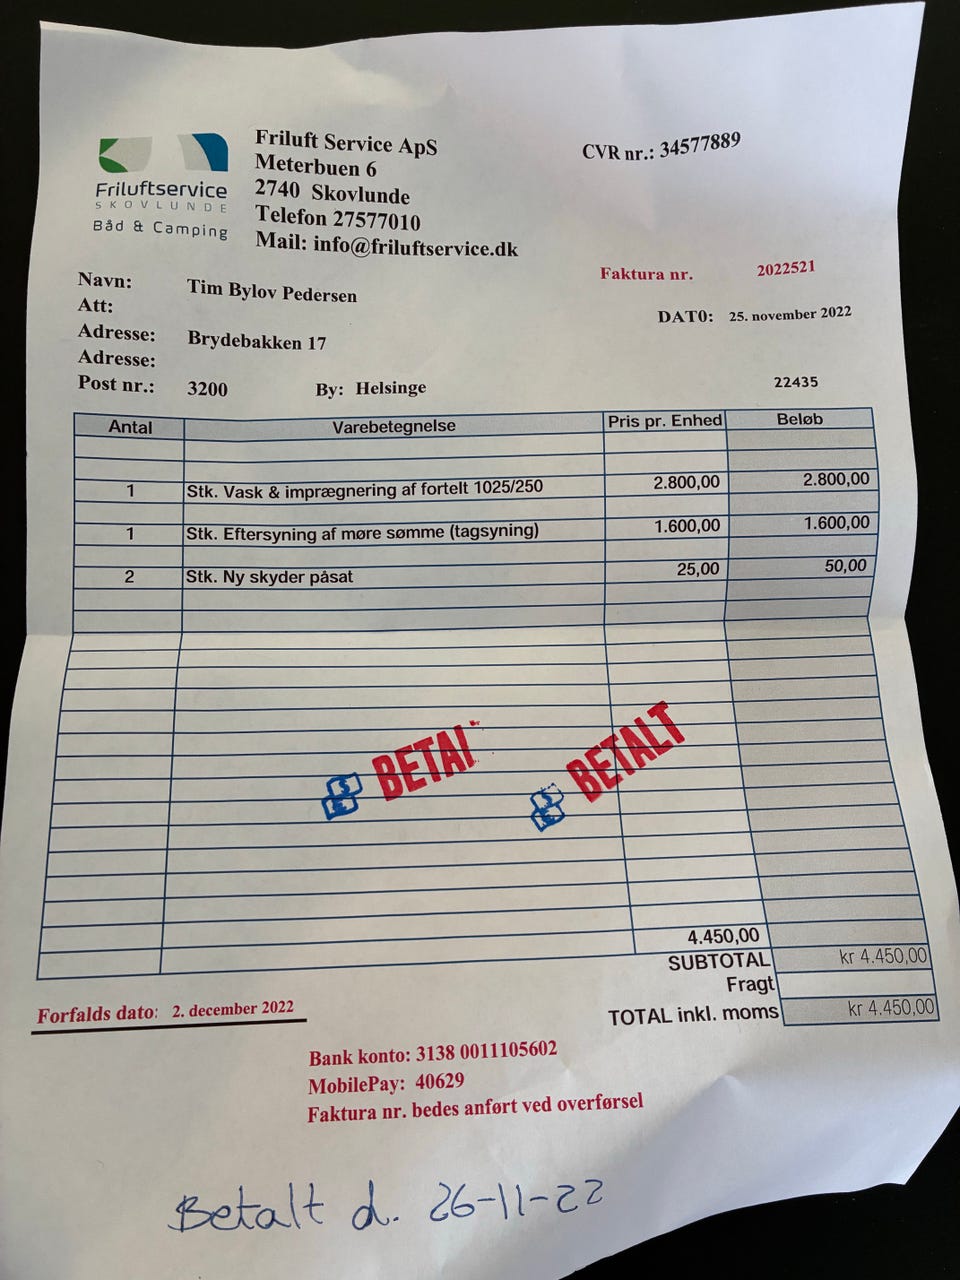 Friluftservice
SKOVLUNDE
Båd & Camping
Friluft Service ApS
Meterbuen 6
2740 Skovlunde
Telefon 27577010
Mail: info@friluftservice.dk
CVR nr.: 34577889
Faktura nr. 2022521
DATO: 25. november 2022
22435
Navn: Tim Bylov Pedersen
Att:
Adresse: Brydebakken 17
Adresse:
Post nr.: 3200 By: Helsinge
Antal Varebetegnelse Pris pr. Enhed Beløb
1 Stk. Vask & imprægnering af fortelt 1025/250 2.800,00 2.800,00
1 Stk. Eftersyning af møre sømme (tagsyning) 1.600,00 1.600,00
2 Stk. Ny skyder påsat 25,00 50,00
BETALT
BETALT
4.450,00
SUBTOTAL kr 4.450,00
Fragt
TOTAL inkl. moms kr 4.450,00
Forfalds dato: 2. december 2022
Bank konto: 3138 0011105602
MobilePay: 40629
Faktura nr. bedes anført ved overførsel
Betalt d. 26-11-22